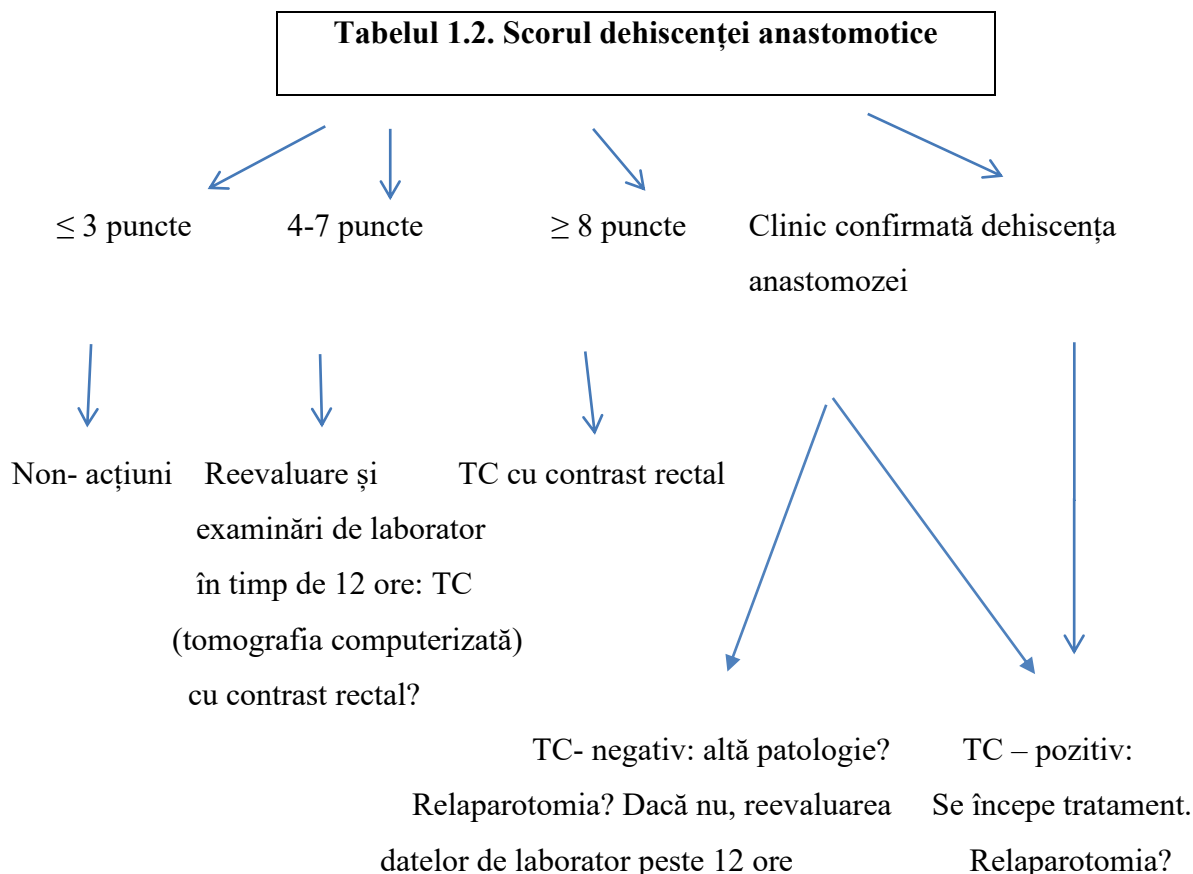 Tabelul 1.2. Scorul dehiscenței anastomotice
≤ 3 puncte
4-7 puncte
≥ 8 puncte
Clinic confirmată dehiscența
anastomozei
Non- acțiuni
Reevaluare și
examinări de laborator
în timp de 12 ore: TC
(tomografia computerizată)
cu contrast rectal?
TC cu contrast rectal
TC- negativ: altă patologie?
Relaparotomia? Dacă nu, reevaluarea
datelor de laborator peste 12 ore
TC – pozitiv:
Se începe tratament.
Relaparotomia?